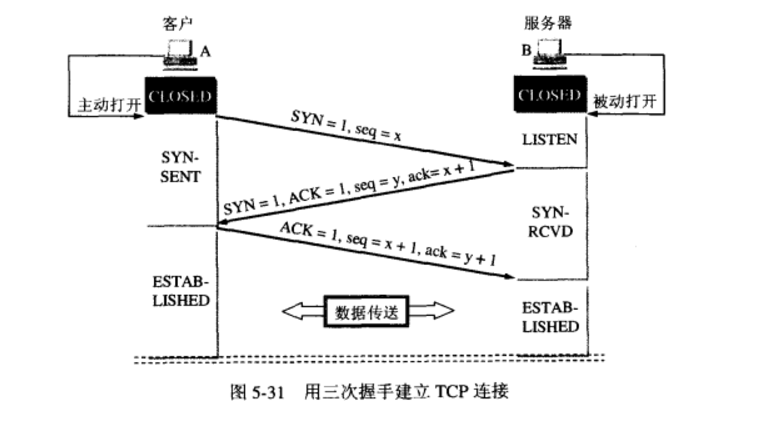 客户
服务器
A
B
CLOSED
CLOSED
主动打开
被动打开
SYN = 1, seq = x
LISTEN
SYN-
SENT
SYN = 1, ACK = 1, seq = y, ack= x + 1
SYN-
RCVD
ACK = 1, seq = x + 1, ack = y + 1
ESTAB-
LISHED
数据传送
ESTAB-
LISHED
图 5-31 用三次握手建立 TCP 连接